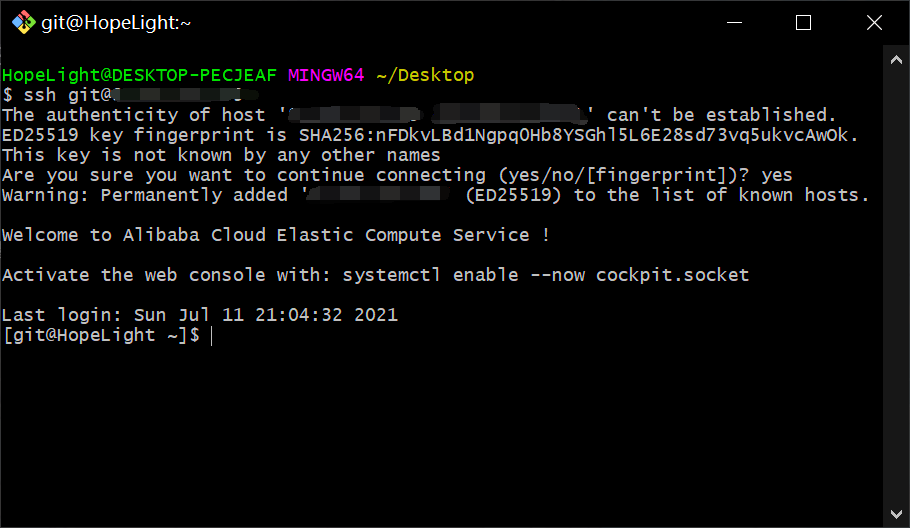 git@HopeLight:~
HopeLight@DESKTOP-PECJEAF MINGW64 ~/Desktop
$ ssh git@
The authenticity of host '' can't be established.
ED25519 key fingerprint is SHA256:nFDkvLBd1Ngpq0Hb8YSGhl5L6E28sd73vq5ukvcAwOk.
This key is not known by any other names
Are you sure you want to continue connecting (yes/no/[fingerprint])? yes
Warning: Permanently added ' (ED25519) to the list of known hosts.
Welcome to Alibaba Cloud Elastic Compute Service !
Activate the web console with: systemctl enable --now cockpit.socket
Last login: Sun Jul 11 21:04:32 2021
[git@HopeLight ~]$